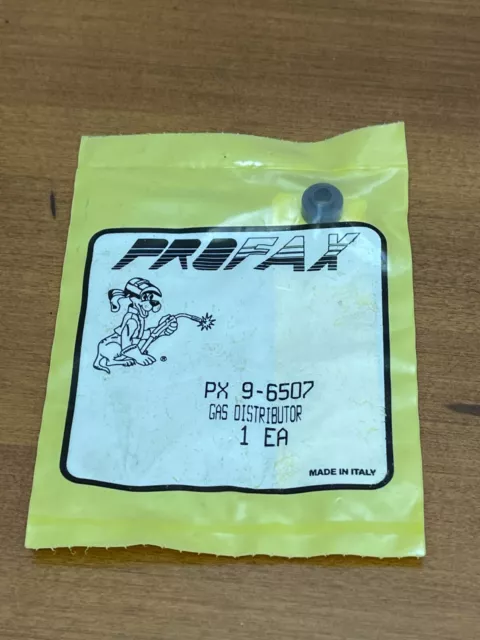 PROFAX
®
PX 9-6507
GAS DISTRIBUTOR
1 EA
MADE IN ITALY